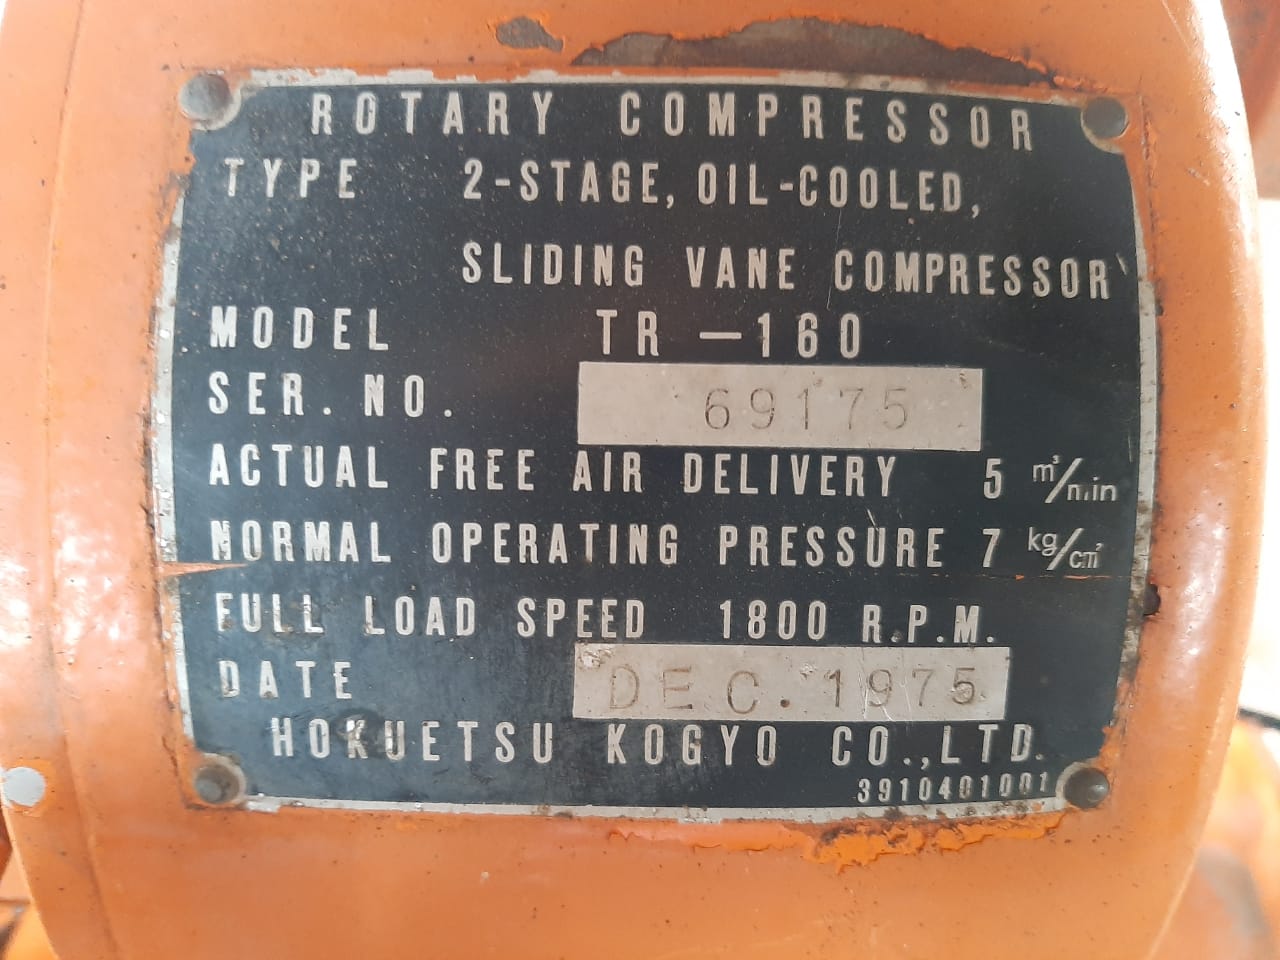 ROTARY COMPRESSOR
TYPE 2-STAGE, OIL-COOLED,
SLIDING VANE COMPRESSOR
MODEL TR-160
SER. NO. 69175
ACTUAL FREE AIR DELIVERY 5 m³/min
NORMAL OPERATING PRESSURE 7 kg/cm²
FULL LOAD SPEED 1800 R.P.M.
DATE DEC. 1975
HOKUETSU KOGYO CO.,LTD.
3910401001